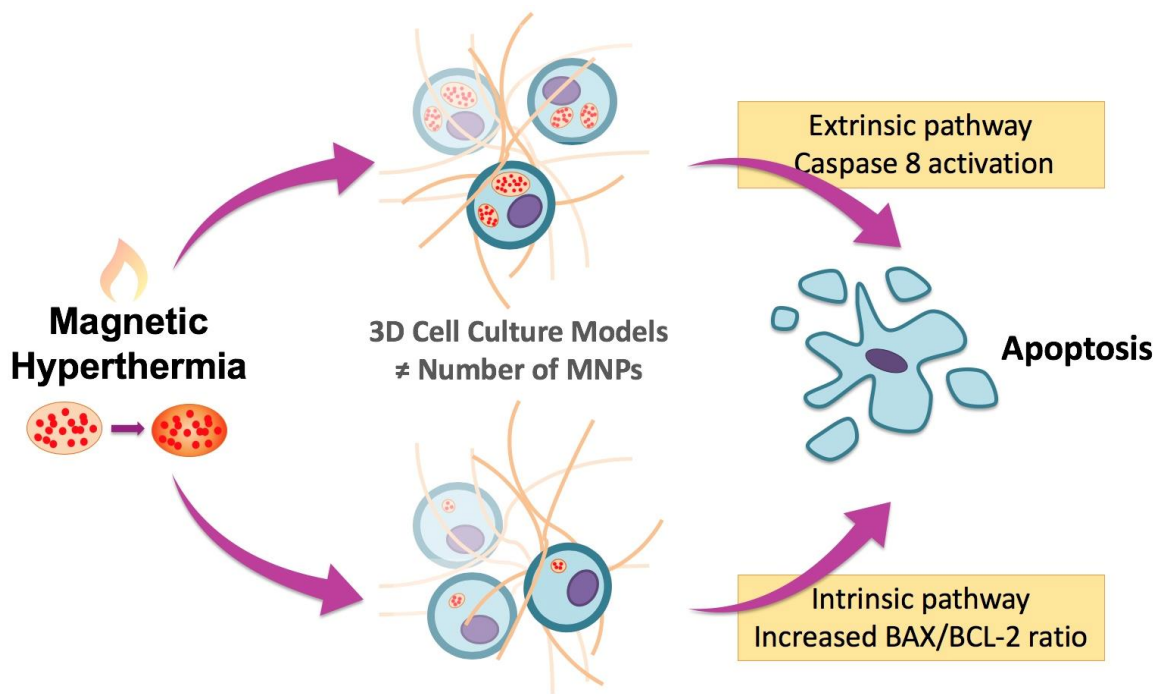 Magnetic
Hyperthermia
3D Cell Culture Models
≠ Number of MNPs
Extrinsic pathway
Caspase 8 activation
Apoptosis
Intrinsic pathway
Increased BAX/BCL-2 ratio